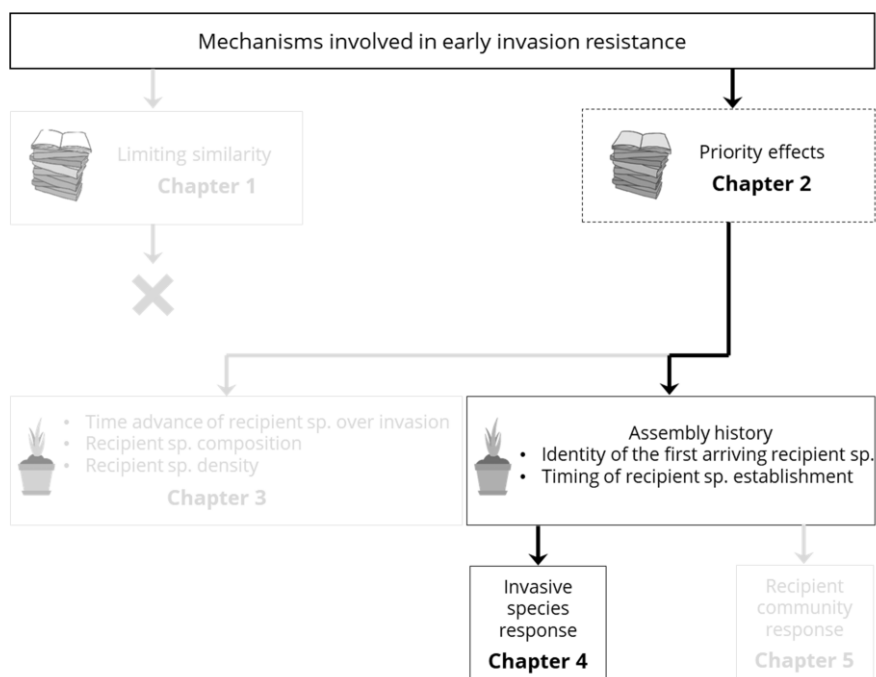 Mechanisms involved in early invasion resistance
Limiting similarity
Chapter 1
Priority effects
Chapter 2
• Time advance of recipient sp. over invasion
• Recipient sp. composition
• Recipient sp. density
Chapter 3
Assembly history
• Identity of the first arriving recipient sp.
• Timing of recipient sp. establishment
Invasive
species
response
Chapter 4
Recipient
community
response
Chapter 5